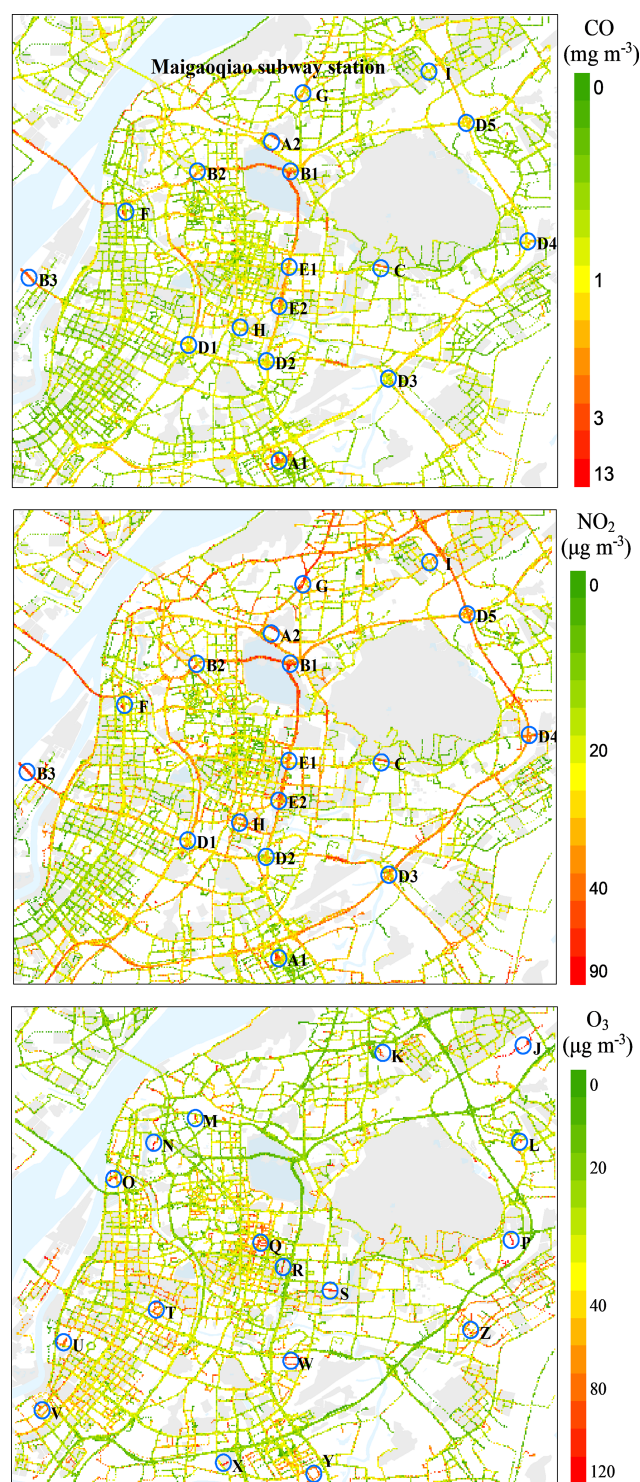 CO
(mg m-3)
Maigaoqiao subway station
I
G
0
D5
A2
B2
B1
F
D4
E1
C
B3
1
E2
H
D1
D2
D3
3
A1
13
NO2
(μg m-3)
I
0
G
D5
A2
B2
B1
F
D4
20
E1
C
B3
E2
H
D1
D2
D3
40
A1
90
O3
(μg m-3)
J
K
0
M
N
L
20
O
Q
P
R
S
40
T
Z
U
W
80
V
X
Y
120